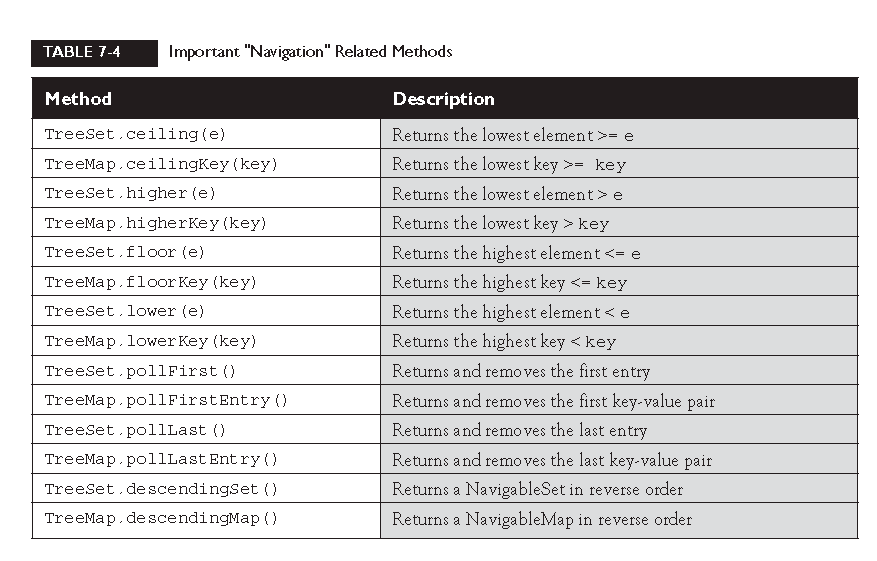 TABLE 7-4 Important "Navigation" Related Methods
Method Description
TreeSet.ceiling(e) Returns the lowest element >= e
TreeMap.ceilingKey(key) Returns the lowest key >= key
TreeSet.higher(e) Returns the lowest element > e
TreeMap.higherKey(key) Returns the lowest key > key
TreeSet.floor(e) Returns the highest element <= e
TreeMap.floorKey(key) Returns the highest key <= key
TreeSet.lower(e) Returns the highest element < e
TreeMap.lowerKey(key) Returns the highest key < key
TreeSet.pollFirst() Returns and removes the first entry
TreeMap.pollFirstEntry() Returns and removes the first key-value pair
TreeSet.pollLast() Returns and removes the last entry
TreeMap.pollLastEntry() Returns and removes the last key-value pair
TreeSet.descendingSet() Returns a NavigableSet in reverse order
TreeMap.descendingMap() Returns a NavigableMap in reverse order